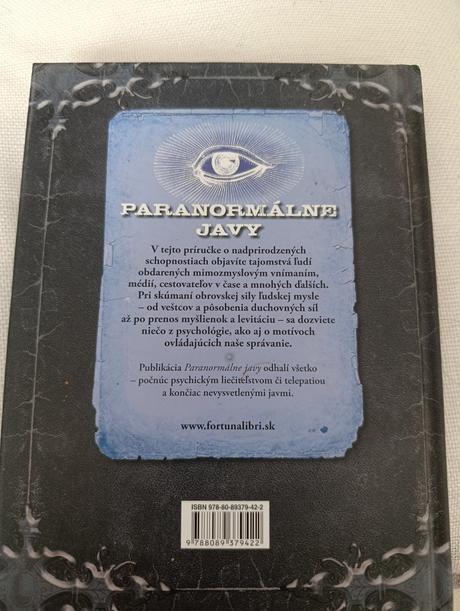 PARANORMÁLNE
JAVY
V tejto príručke o nadprirodzených
schopnostiach objavíte tajomstvá ľudí
obdarených mimozmyslovým vnímaním,
médií, cestovateľov v čase a mnohých ďalších.
Pri skúmaní obrovskej sily ľudskej mysle
– od veštcov a pôsobenia duchovných síl
až po prenos myšlienok a levitáciu – sa dozviete
niečo z psychológie, ako aj o motívoch
ovládajúcich naše správanie.
Publikácia Paranormálne javy odhalí všetko
– počnúc psychickým liečiteľstvom či telepatiou
a končiac nevysvetlenými javmi.
www.fortunalibri.sk
ISBN 978-80-89379-42-2
9 788089 379422